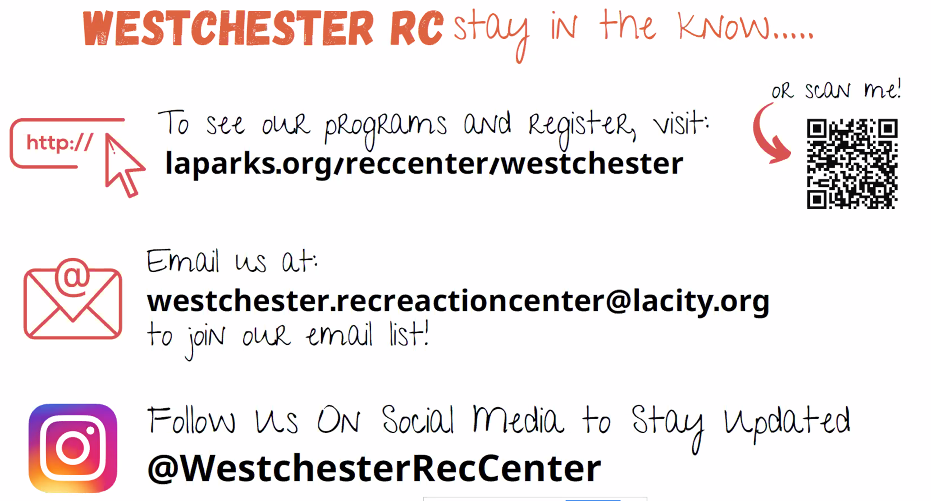 WESTCHESTER RC stay in the know.....
or scan me!
http://
To see our programs and register, visit:
laparks.org/reccenter/westchester
@
Email us at:
westchester.recreactioncenter@lacity.org
to join our email list!
Follow Us On Social Media to Stay Updated
@WestchesterRecCenter